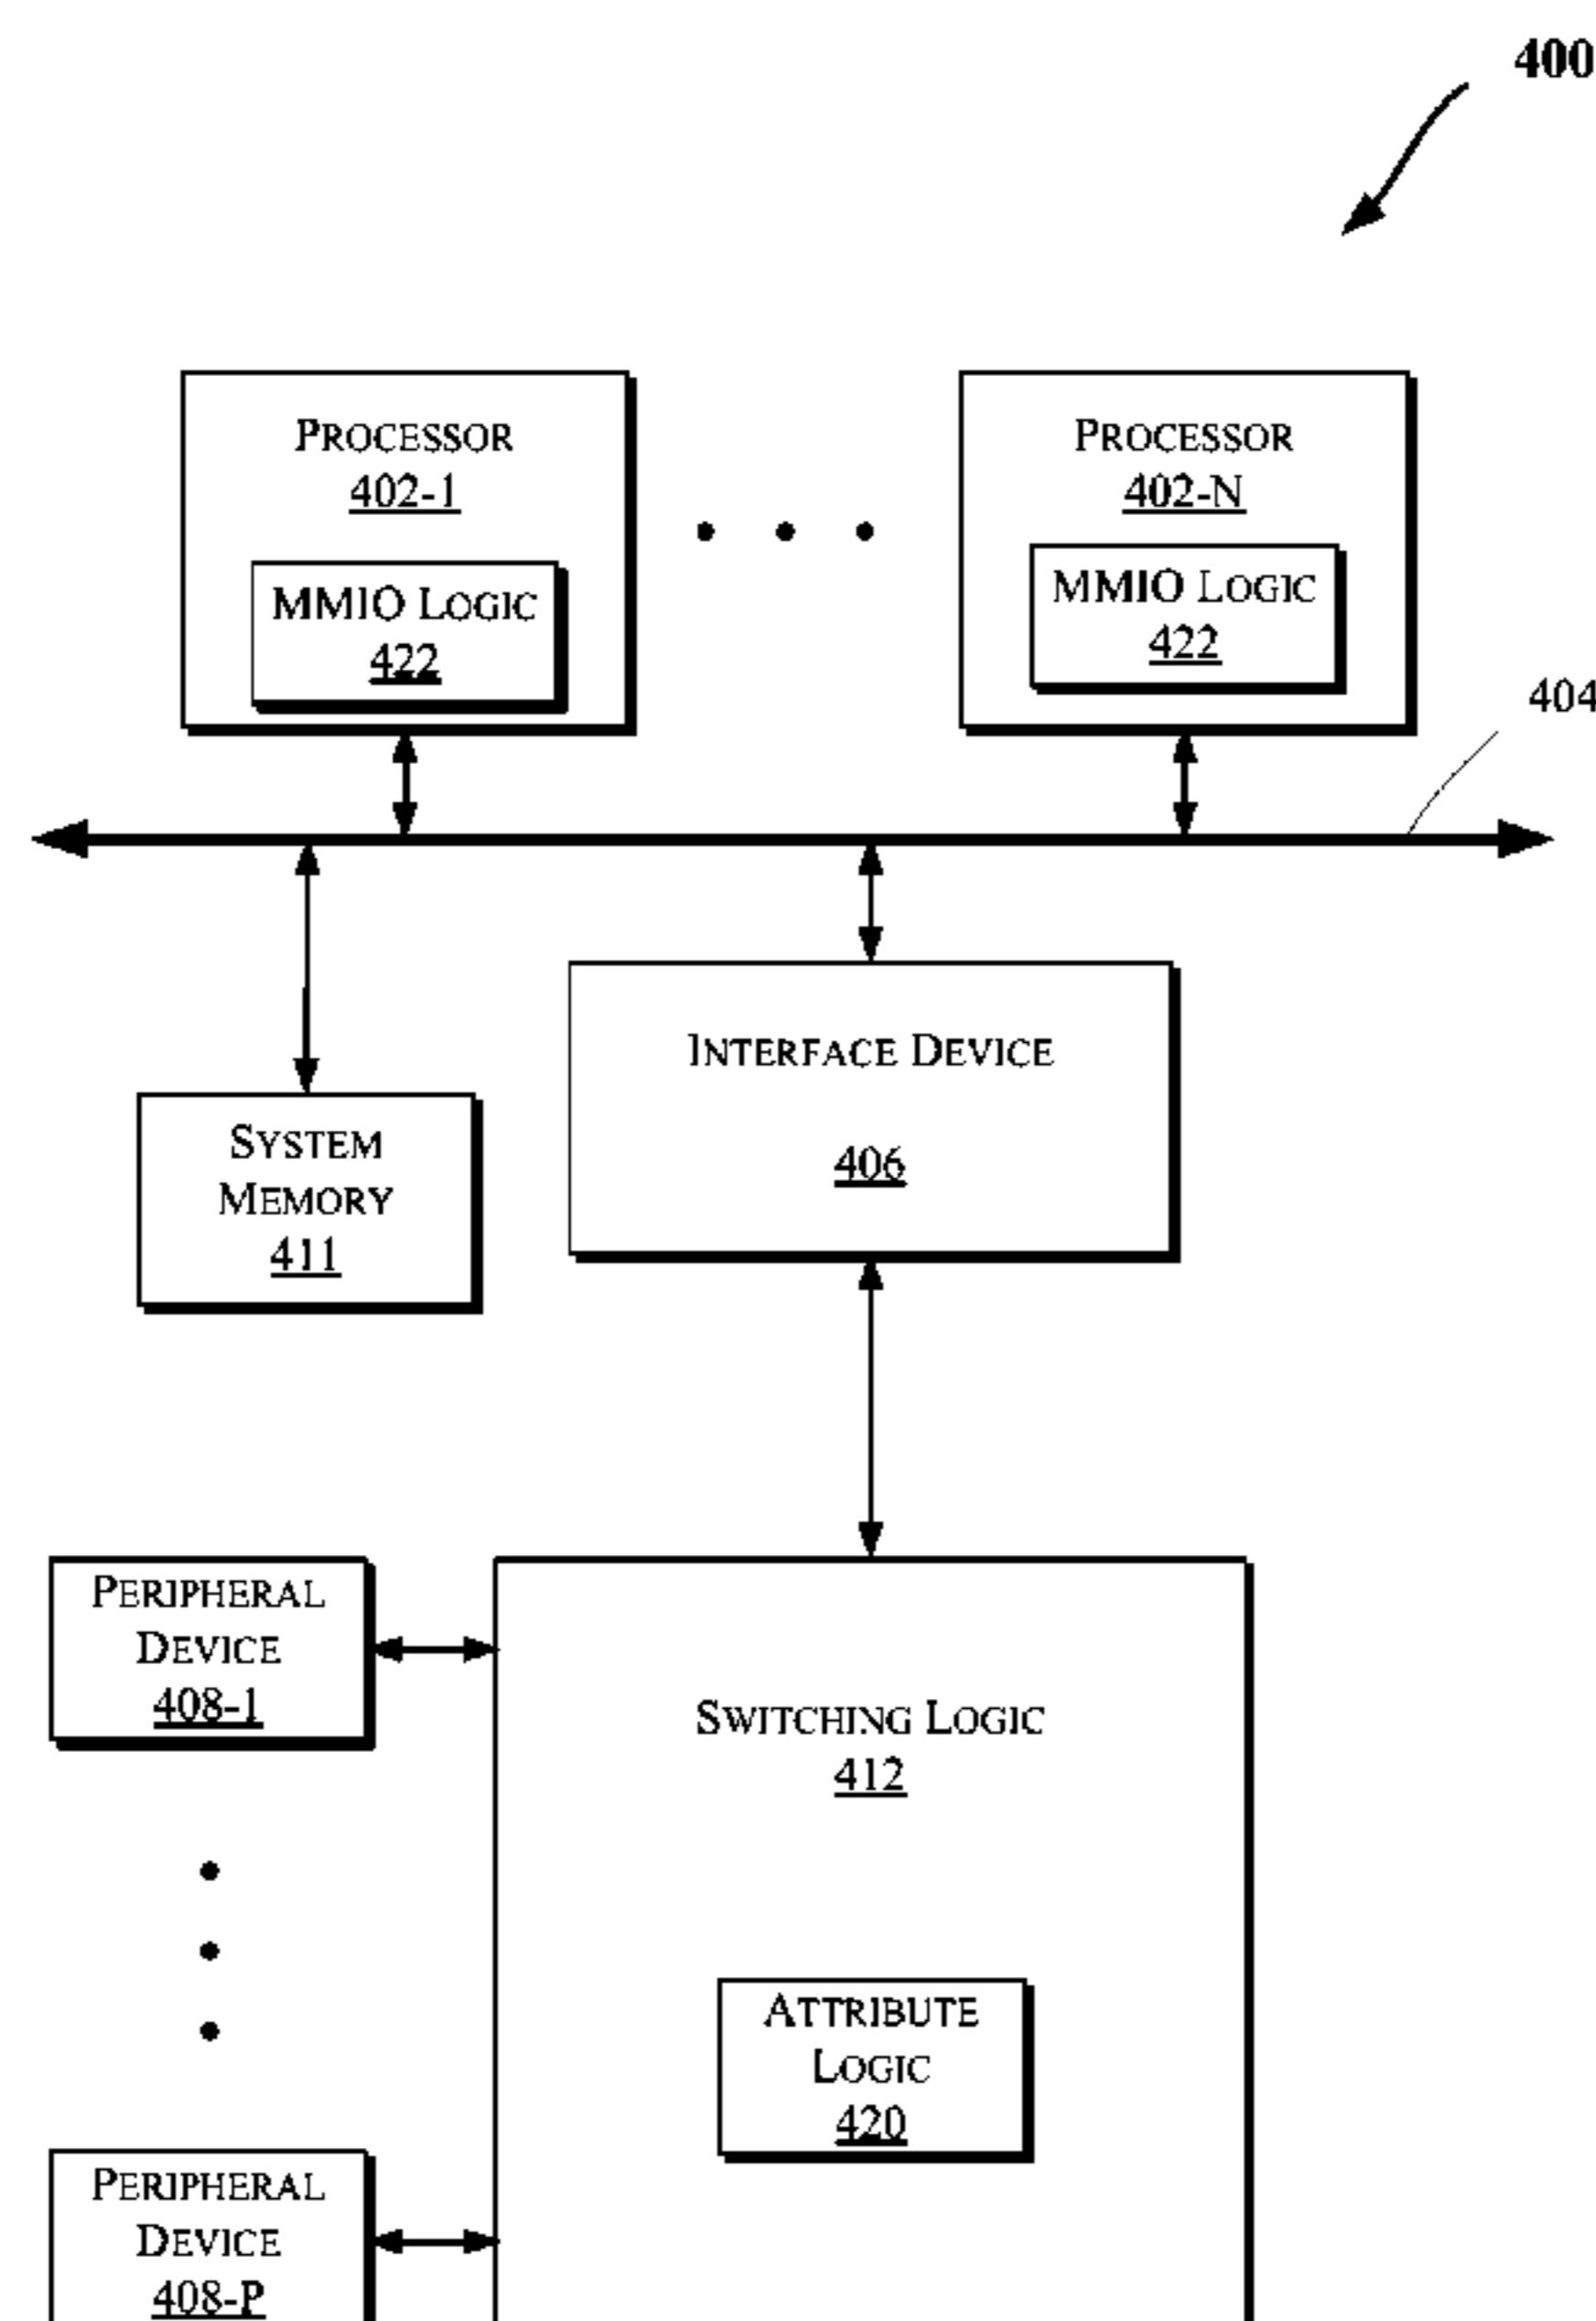 400
PROCESSOR
402-1
MMIO LOGIC
422
PROCESSOR
402-N
MMIO LOGIC
422
404
INTERFACE DEVICE
406
SYSTEM
MEMORY
411
PERIPHERAL
DEVICE
408-1
SWITCHING LOGIC
412
ATTRIBUTE
LOGIC
420
PERIPHERAL
DEVICE
408-P